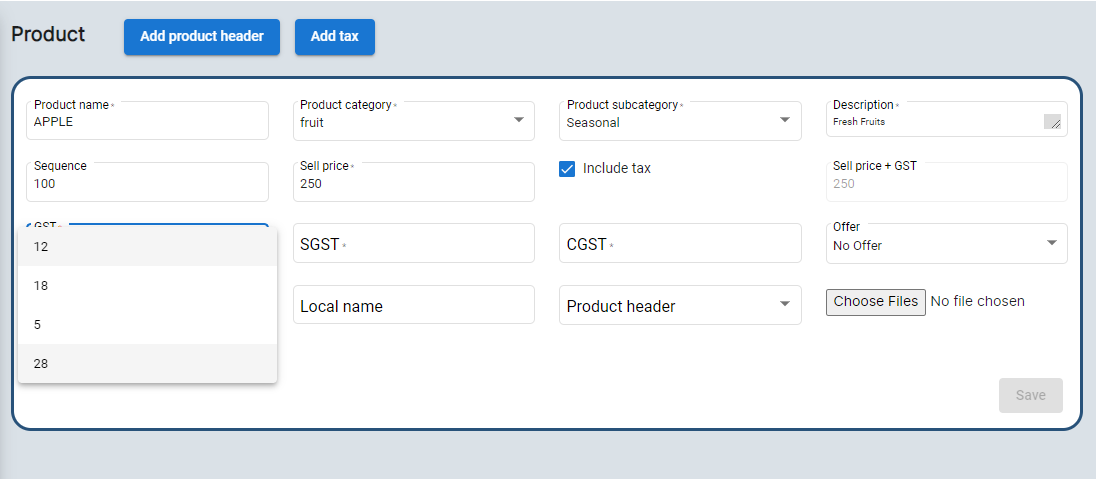 Product
Add product header
Add tax
Product name *
APPLE
Product category *
fruit
Product subcategory *
Seasonal
Description *
Fresh Fruits
Sequence
100
Sell price *
250
Include tax
Sell price + GST
250
GST *
12
18
5
28
SGST *
CGST *
Offer
No Offer
Local name
Product header
Choose Files No file chosen
Save